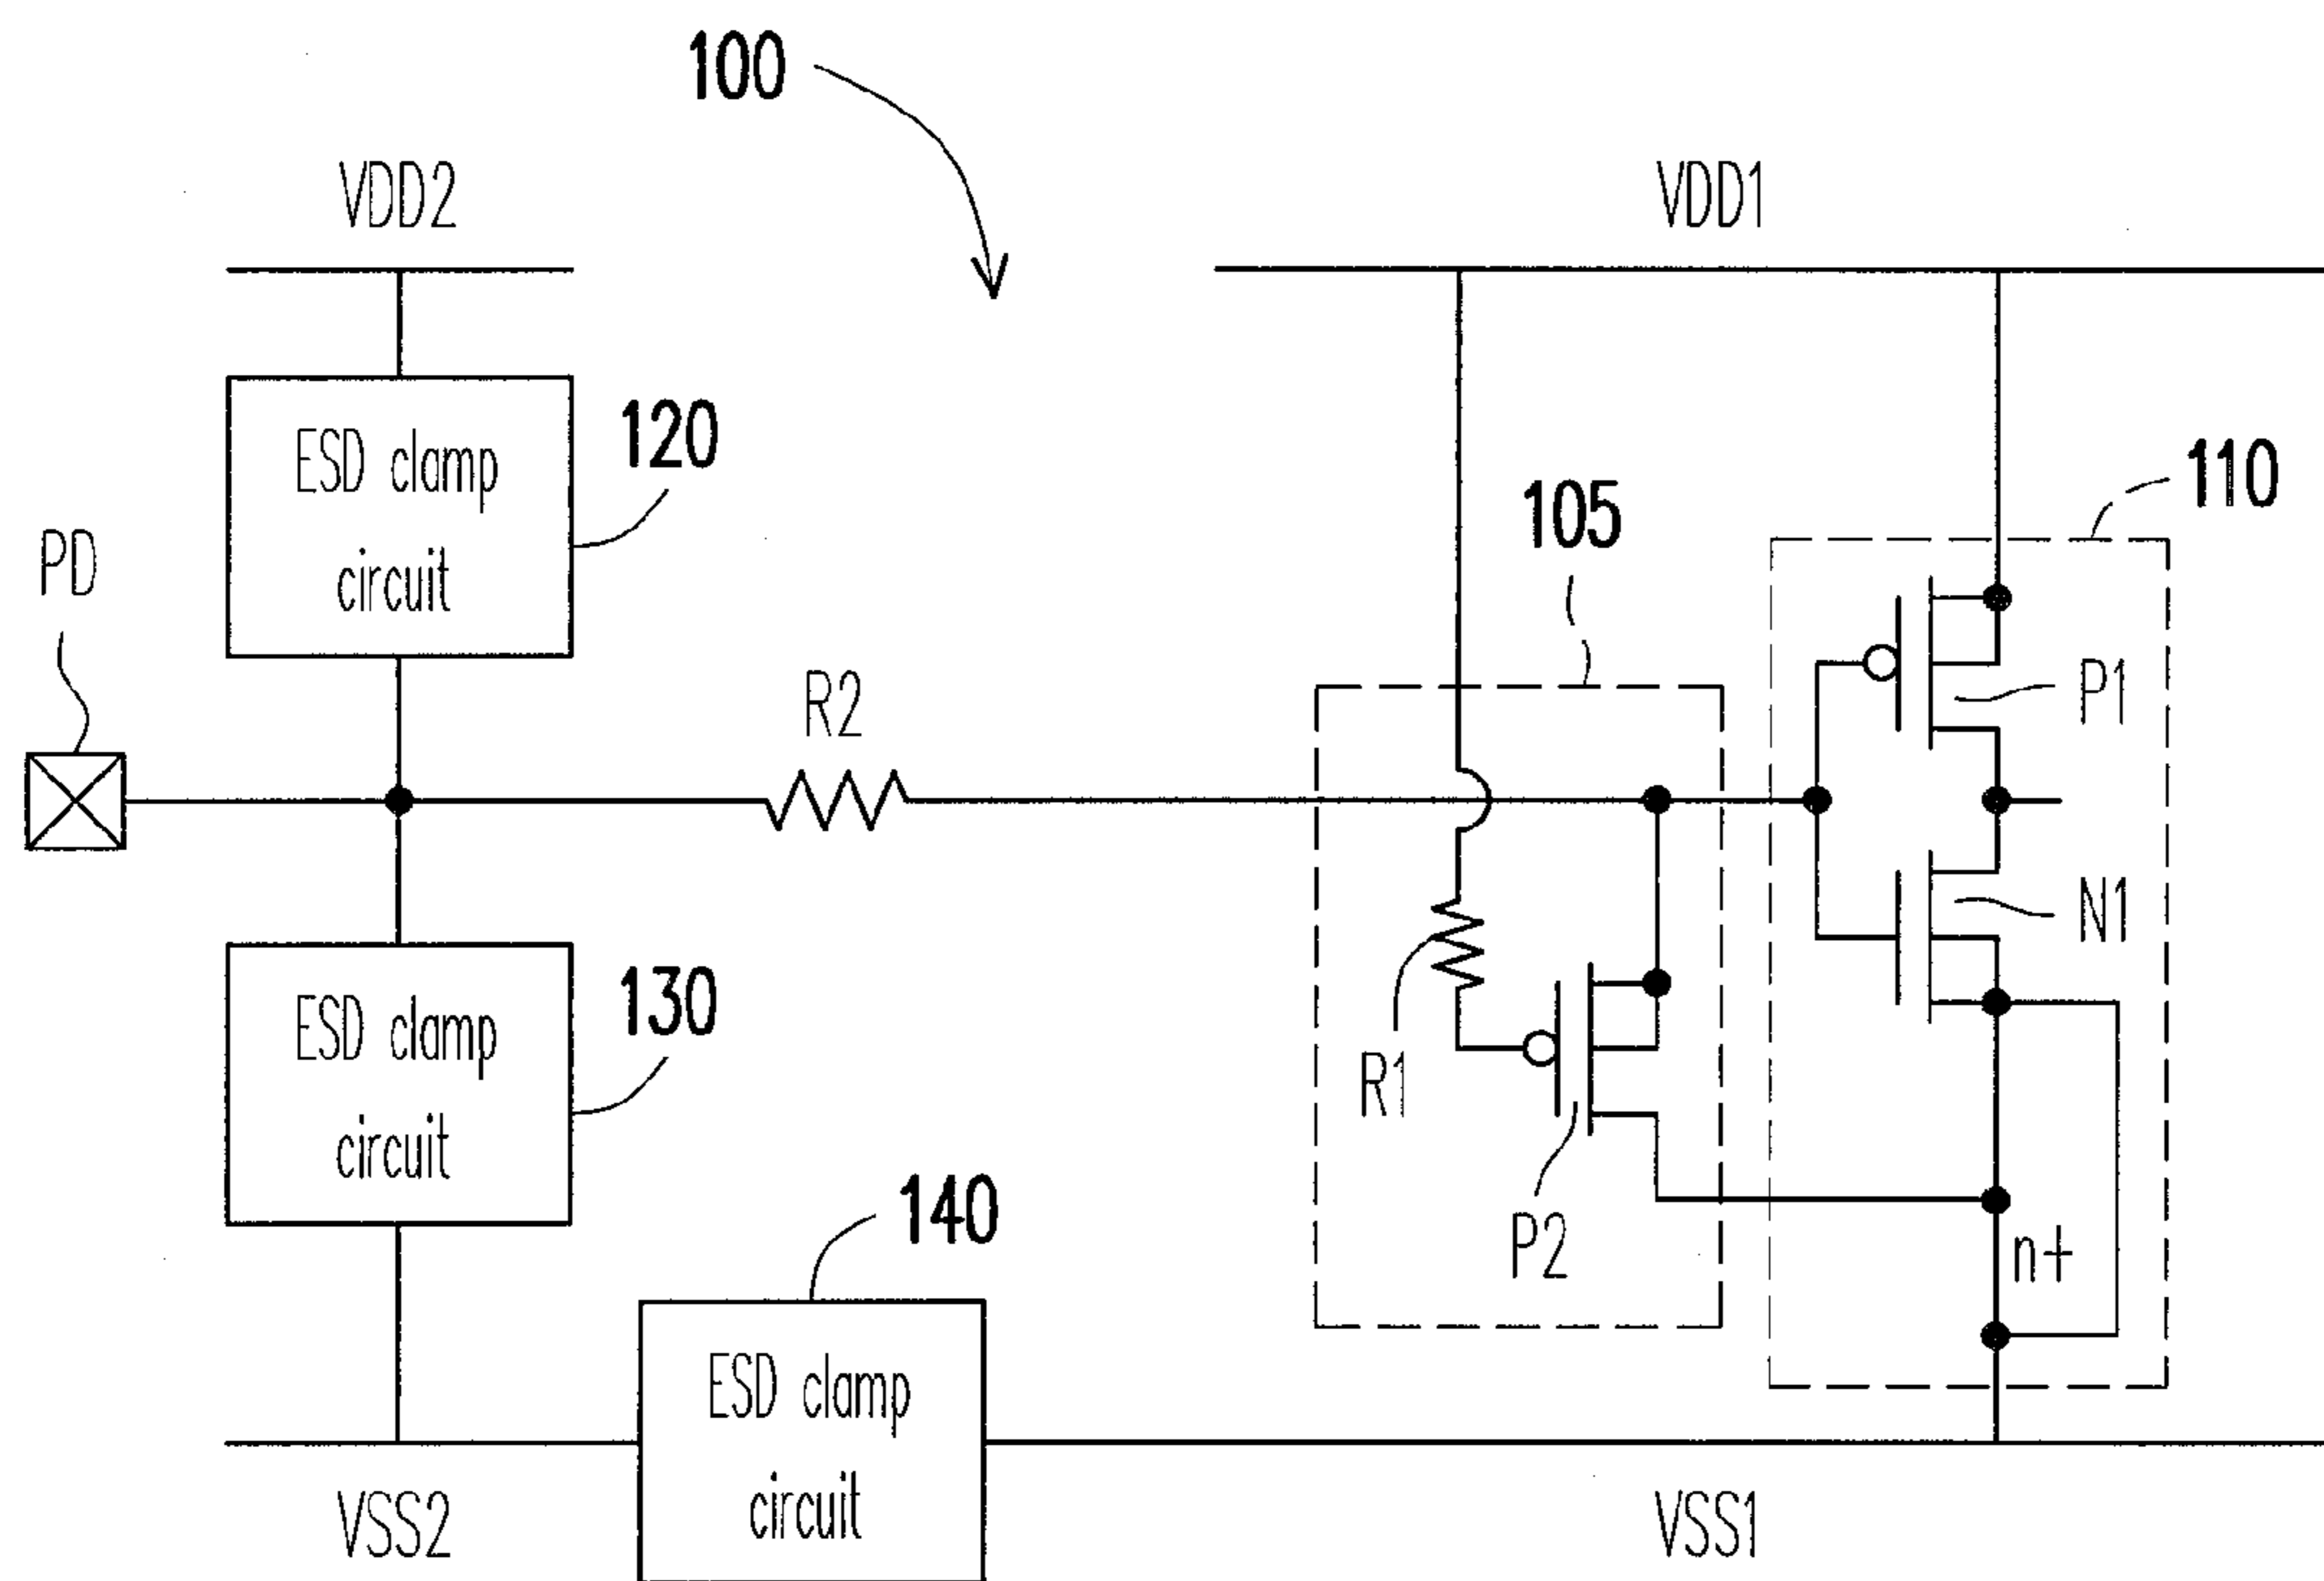 100
VDD2
VDD1
ESD clamp
circuit
120
110
105
PD
R2
P1
N1
ESD clamp
circuit
130
R1
140
P2
n+
ESD clamp
circuit
VSS2
VSS1